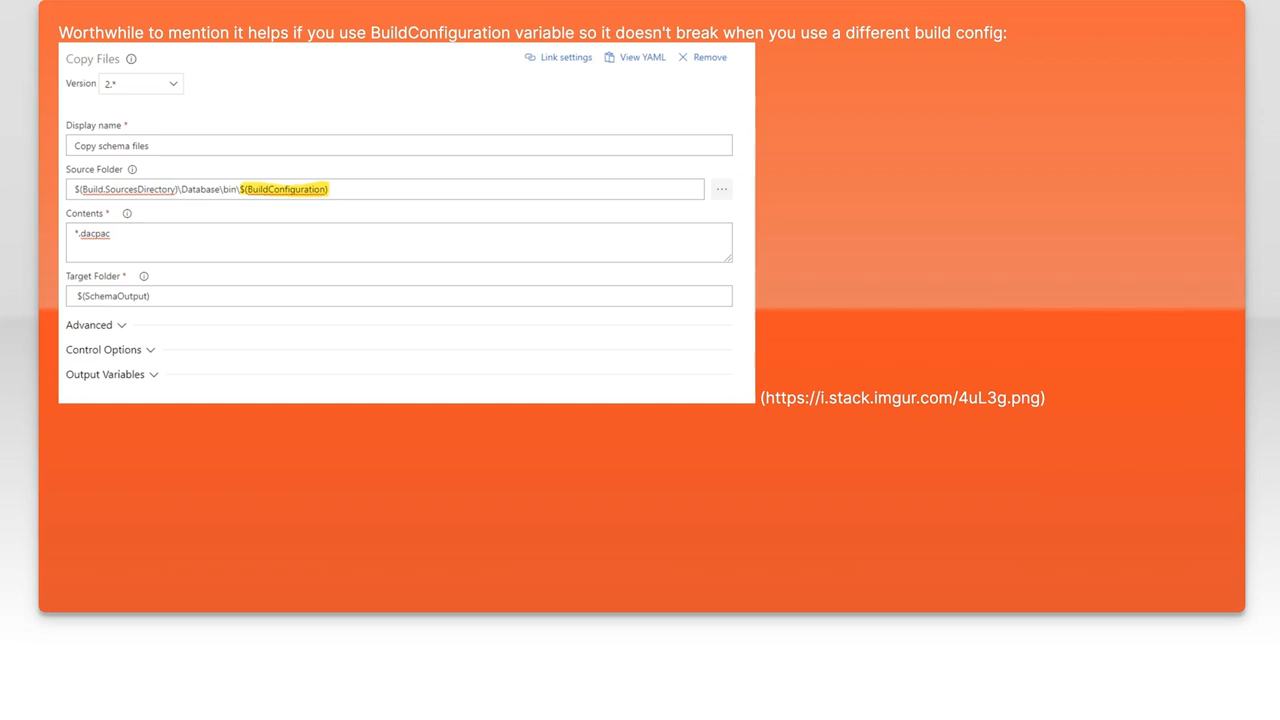 Worthwhile to mention it helps if you use BuildConfiguration variable so it doesn't break when you use a different build config:
Copy Files
Link settings View YAML Remove
Version 2.*
Display name *
Copy schema files
Source Folder
$(Build.SourcesDirectory)\Database\bin\$(BuildConfiguration)
...
Contents *
*.dacpac
Target Folder *
$(SchemaOutput)
Advanced
Control Options
Output Variables
(https://i.stack.imgur.com/4uL3g.png)